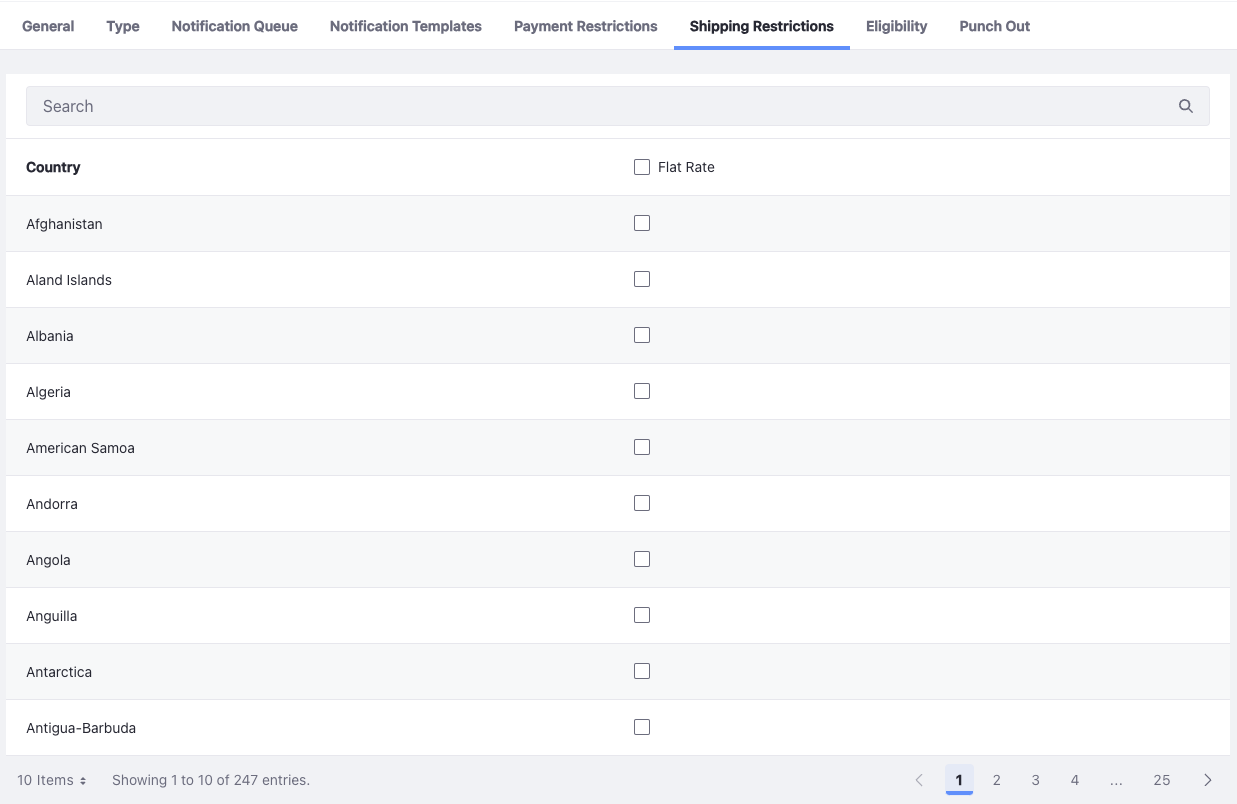 General Type Notification Queue Notification Templates Payment Restrictions Shipping Restrictions Eligibility Punch Out
Search
Country Flat Rate
Afghanistan
Aland Islands
Albania
Algeria
American Samoa
Andorra
Angola
Anguilla
Antarctica
Antigua-Barbuda
10 Items Showing 1 to 10 of 247 entries. 1 2 3 4 ... 25